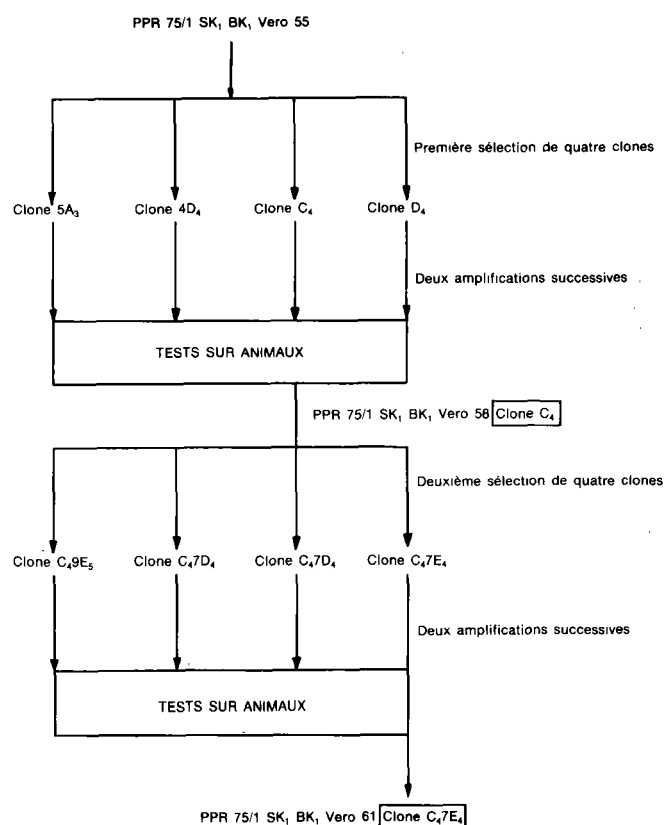 PPR 75/1 SK₁ BK₁ Vero 55
Première sélection de quatre clones
Clone 5A₃ Clone 4D₄ Clone C₄ Clone D₄
Deux amplifications successives
TESTS SUR ANIMAUX
PPR 75/1 SK₁ BK₁ Vero 58 Clone C₄
Deuxième sélection de quatre clones
Clone C₄9E₅ Clone C₄7D₄ Clone C₄7D₄ Clone C₄7E₄
Deux amplifications successives
TESTS SUR ANIMAUX
PPR 75/1 SK₁ BK₁ Vero 61 Clone C₄7E₄